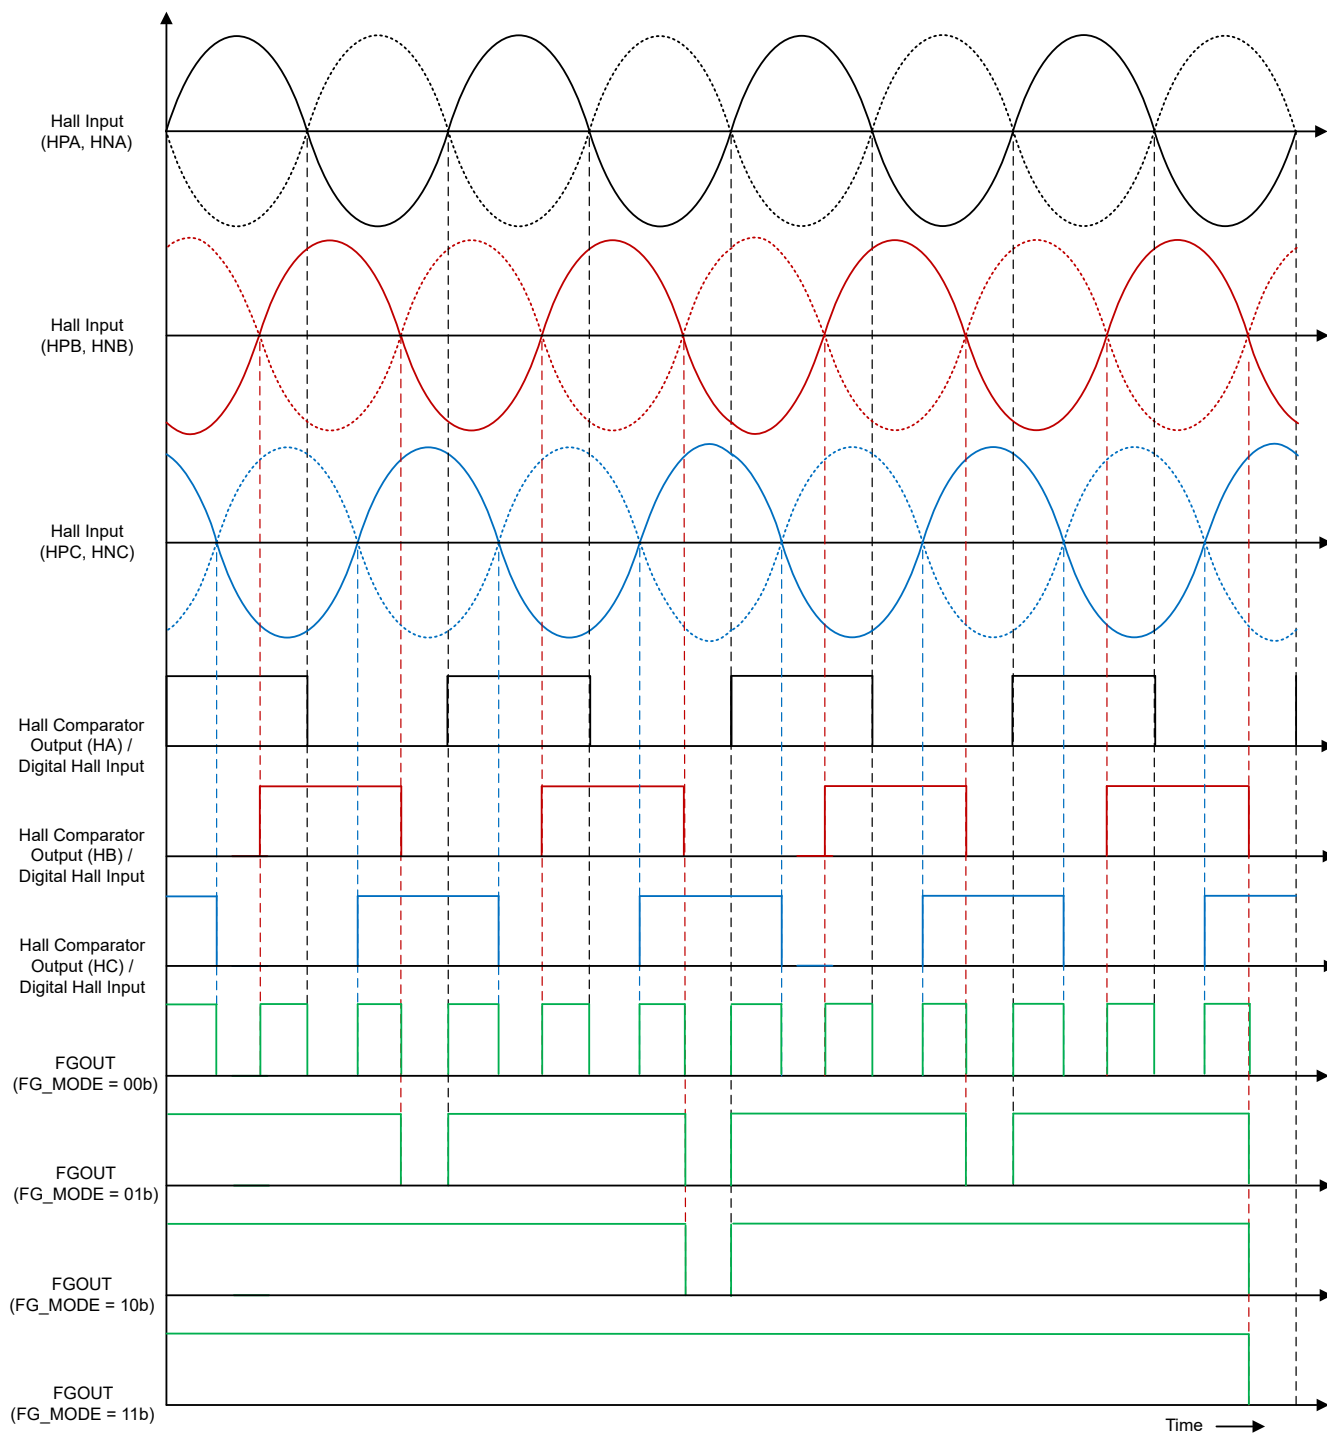 Hall Input
(HPA, HNA)
Hall Input
(HPB, HNB)
Hall Input
(HPC, HNC)
Hall Comparator
Output (HA) /
Digital Hall Input
Hall Comparator
Output (HB) /
Digital Hall Input
Hall Comparator
Output (HC) /
Digital Hall Input
FGOUT
(FG_MODE = 00b)
FGOUT
(FG_MODE = 01b)
FGOUT
(FG_MODE = 10b)
FGOUT
(FG_MODE = 11b)
Time